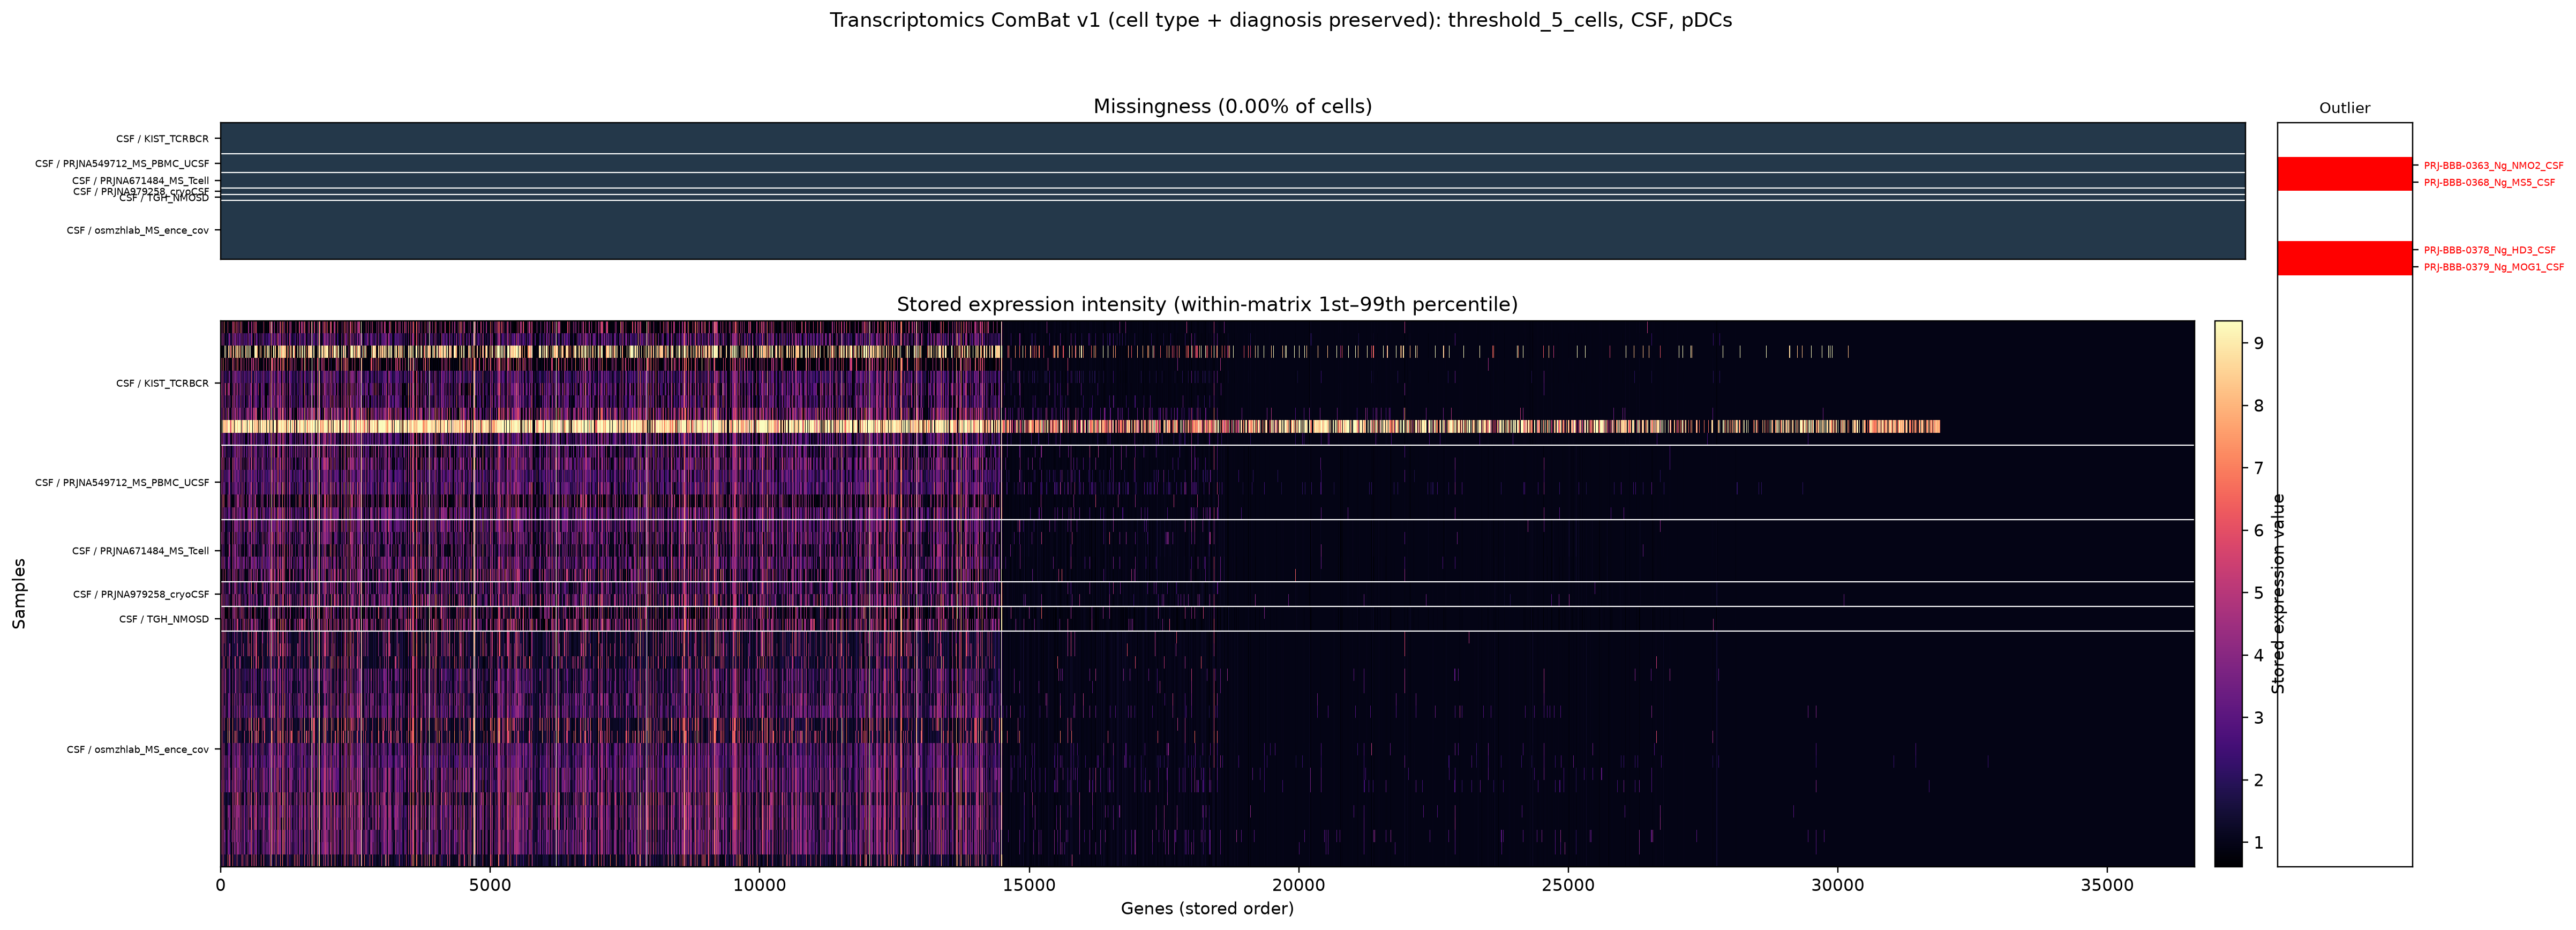 Transcriptomics ComBat v1 (cell type + diagnosis preserved): threshold_5_cells, CSF, pDCs
Missingness (0.00% of cells)
Outlier
CSF / KIST_TCRBCR
CSF / PRJNA549712_MS_PBMC_UCSF
CSF / PRJNA671484_MS_Tcell
CSF / PRJNA979258_cryoCSF
CSF / TGH_NMOSD
CSF / osmzhlab_MS_ence_cov
PRJ-BBB-0363_Ng_NMO2_CSF
PRJ-BBB-0368_Ng_MS5_CSF
PRJ-BBB-0378_Ng_HD3_CSF
PRJ-BBB-0379_Ng_MOG1_CSF
Stored expression intensity (within-matrix 1st–99th percentile)
Samples
CSF / KIST_TCRBCR
CSF / PRJNA549712_MS_PBMC_UCSF
CSF / PRJNA671484_MS_Tcell
CSF / PRJNA979258_cryoCSF
CSF / TGH_NMOSD
CSF / osmzhlab_MS_ence_cov
9
8
7
6
5
4
3
2
1
Stored expression value
0 5000 10000 15000 20000 25000 30000 35000
Genes (stored order)